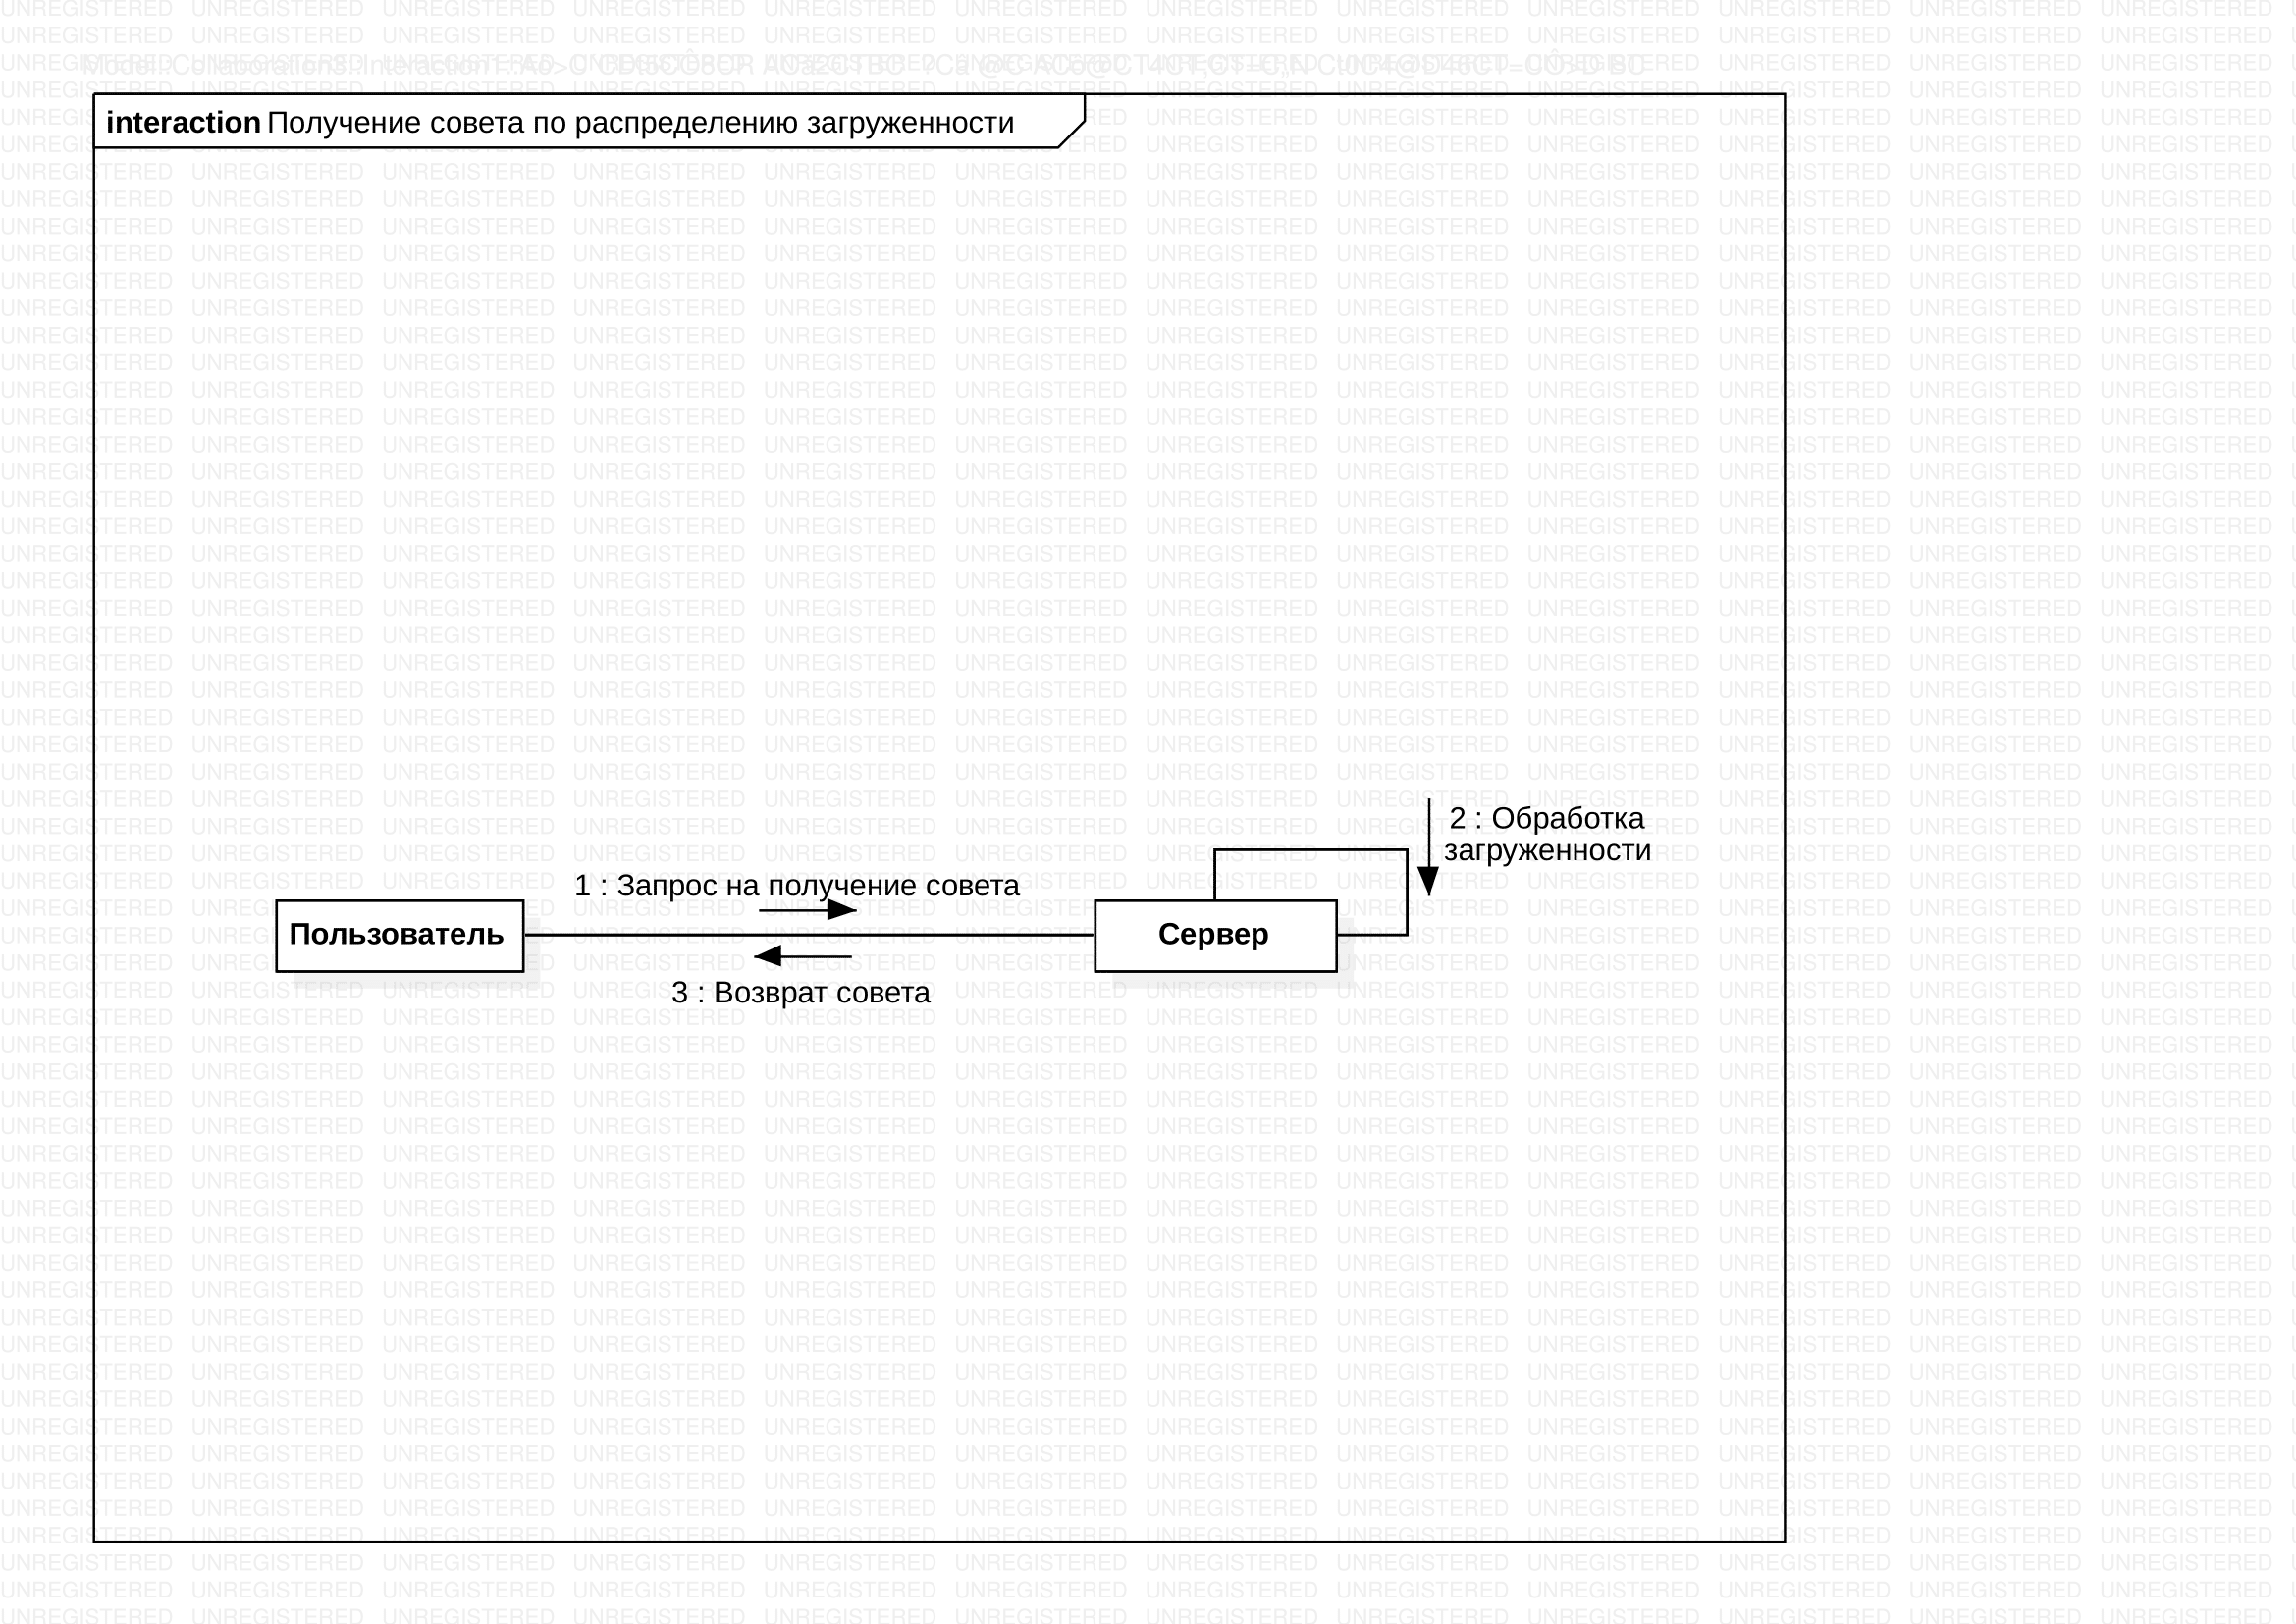 interaction Получение совета по распределению загруженности
2 : Обработка
загруженности
1 : Запрос на получение совета
Пользователь
Сервер
3 : Возврат совета
UNREGISTERED